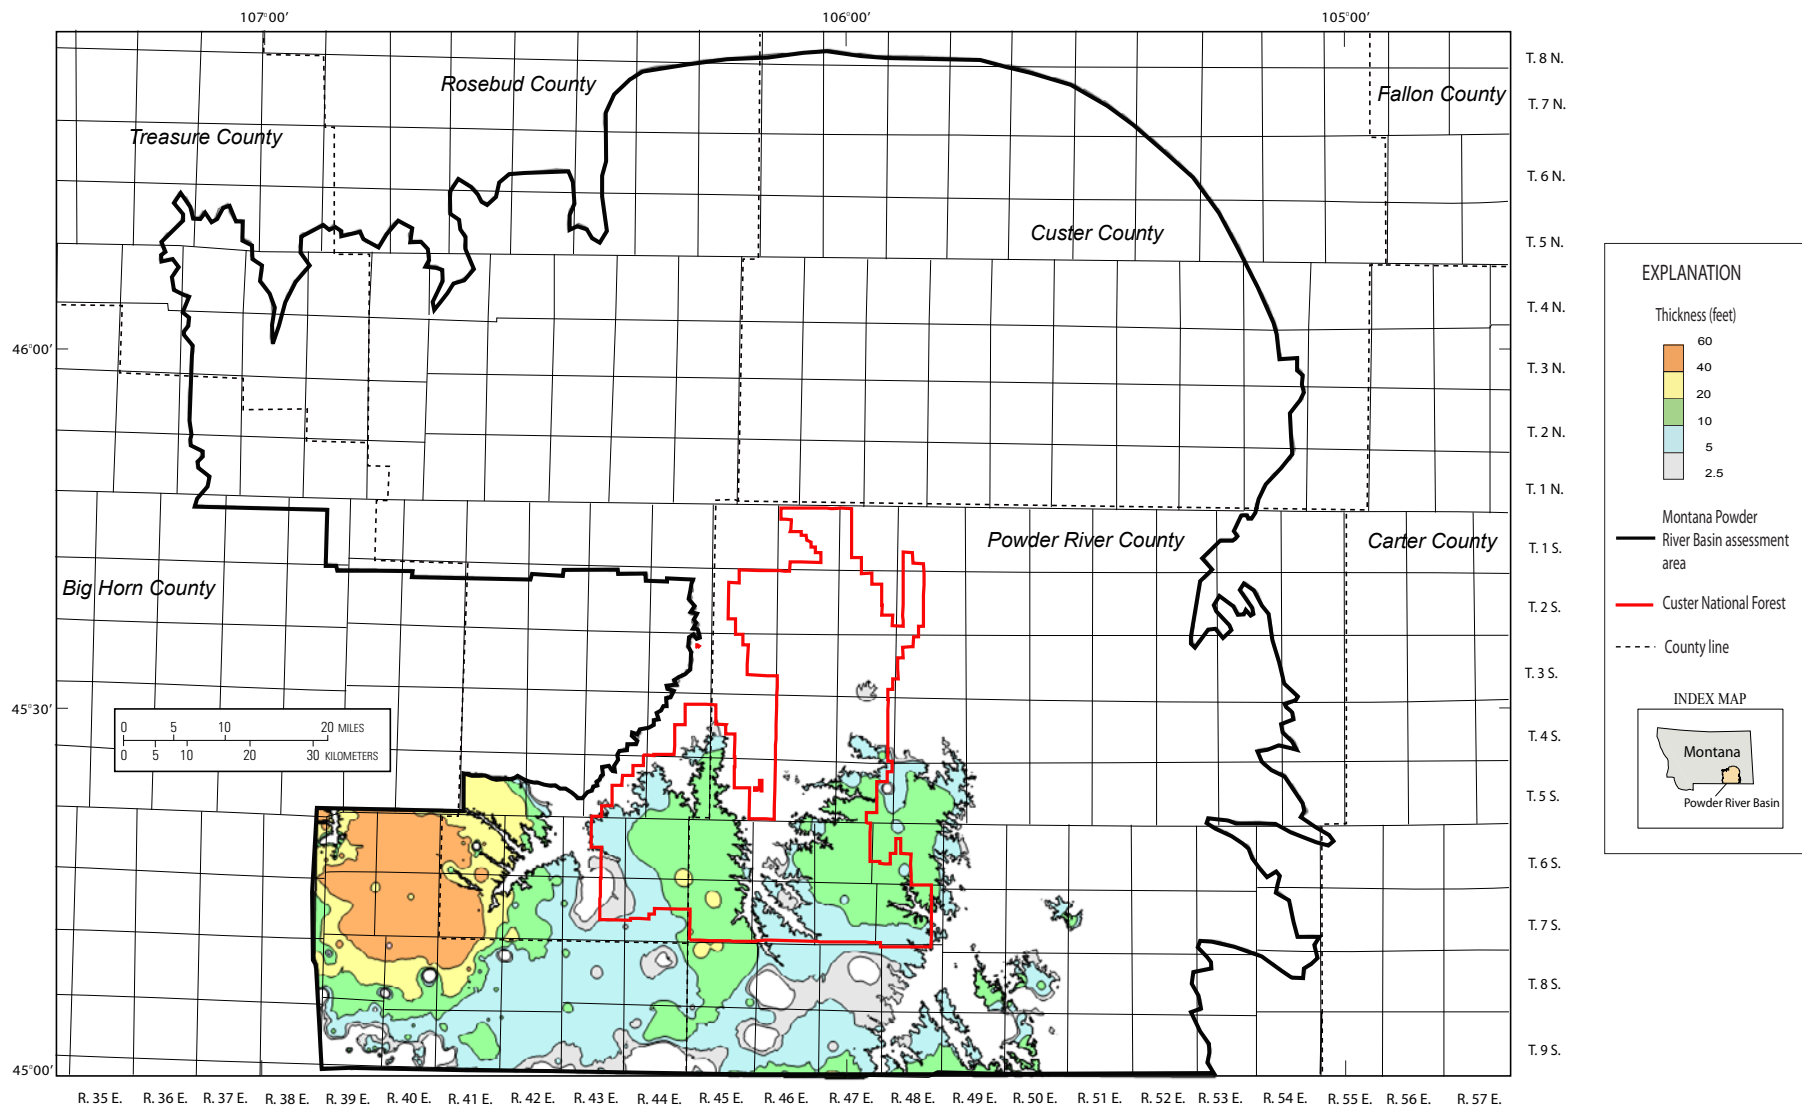 107°00′ 106°00′ 105°00′
Rosebud County
Fallon County
Treasure County
Custer County
Powder River County
Carter County
Big Horn County
46°00′
45°30′
45°00′
T. 8 N.
T. 7 N.
T. 6 N.
T. 5 N.
T. 4 N.
T. 3 N.
T. 2 N.
T. 1 N.
T. 1 S.
T. 2 S.
T. 3 S.
T. 4 S.
T. 5 S.
T. 6 S.
T. 7 S.
T. 8 S.
T. 9 S.
0 5 10 20 MILES
0 5 10 20 30 KILOMETERS
R. 35 E. R. 36 E. R. 37 E. R. 38 E. R. 39 E. R. 40 E. R. 41 E. R. 42 E. R. 43 E. R. 44 E. R. 45 E. R. 46 E. R. 47 E. R. 48 E. R. 49 E. R. 50 E. R. 51 E. R. 52 E. R. 53 E. R. 54 E. R. 55 E. R. 56 E. R. 57 E.
EXPLANATION
Thickness (feet)
60
40
20
10
5
2.5
Montana Powder
River Basin assessment
area
Custer National Forest
County line
INDEX MAP
Montana
Powder River Basin